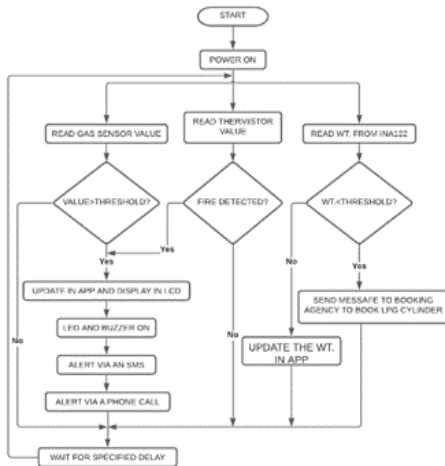 START
POWER ON
READ GAS SENSOR VALUE
READ THERVISTOR
VALUE
READ WT. FROM INA122
VALUE>THRESHOLD?
FIRE DETECTED?
WT.<THRESHOLD?
Yes
Yes
No
Yes
UPDATE IN APP AND DISPLAY IN LCD
SEND MESSAGE TO BOOKING
AGENCY TO BOOK LPG CYLINDER
LED AND BUZZER ON
No
No
UPDATE THE WT.
IN APP
ALERT VIA AN SMS
ALERT VIA A PHONE CALL
WAIT FOR SPECIFIED DELAY